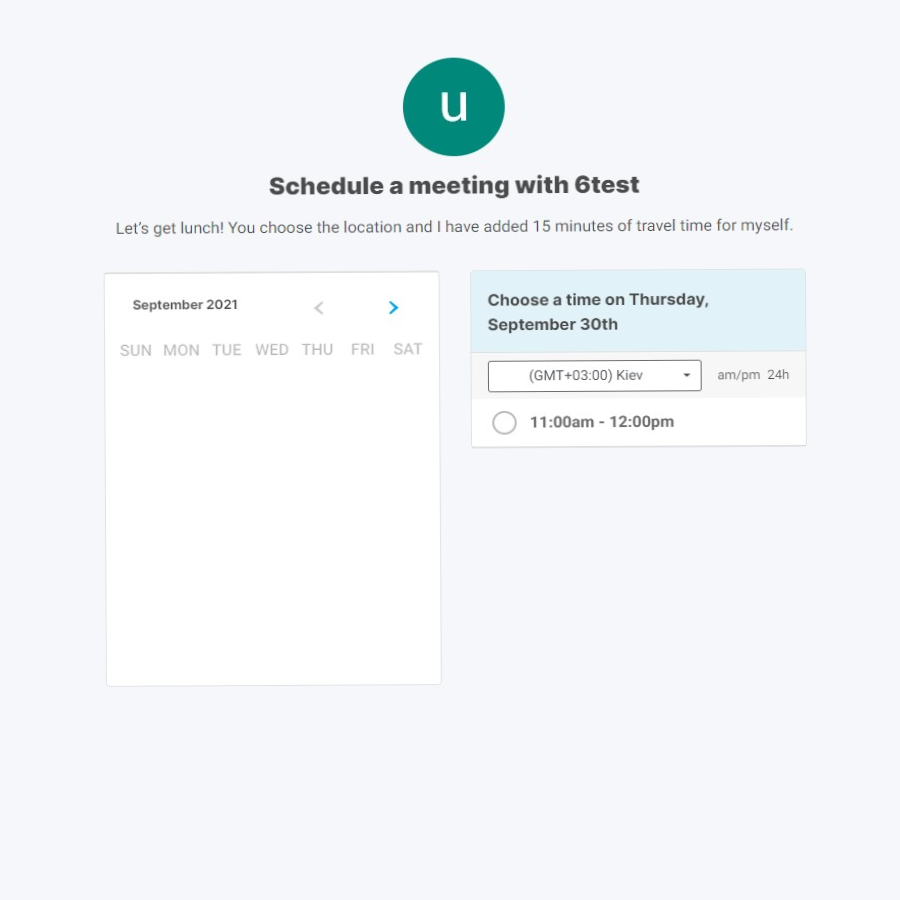 u
Schedule a meeting with 6test
Let's get lunch! You choose the location and I have added 15 minutes of travel time for myself.
September 2021
SUN MON TUE WED THU FRI SAT
Choose a time on Thursday,
September 30th
(GMT+03:00) Kiev
am/pm 24h
11:00am - 12:00pm